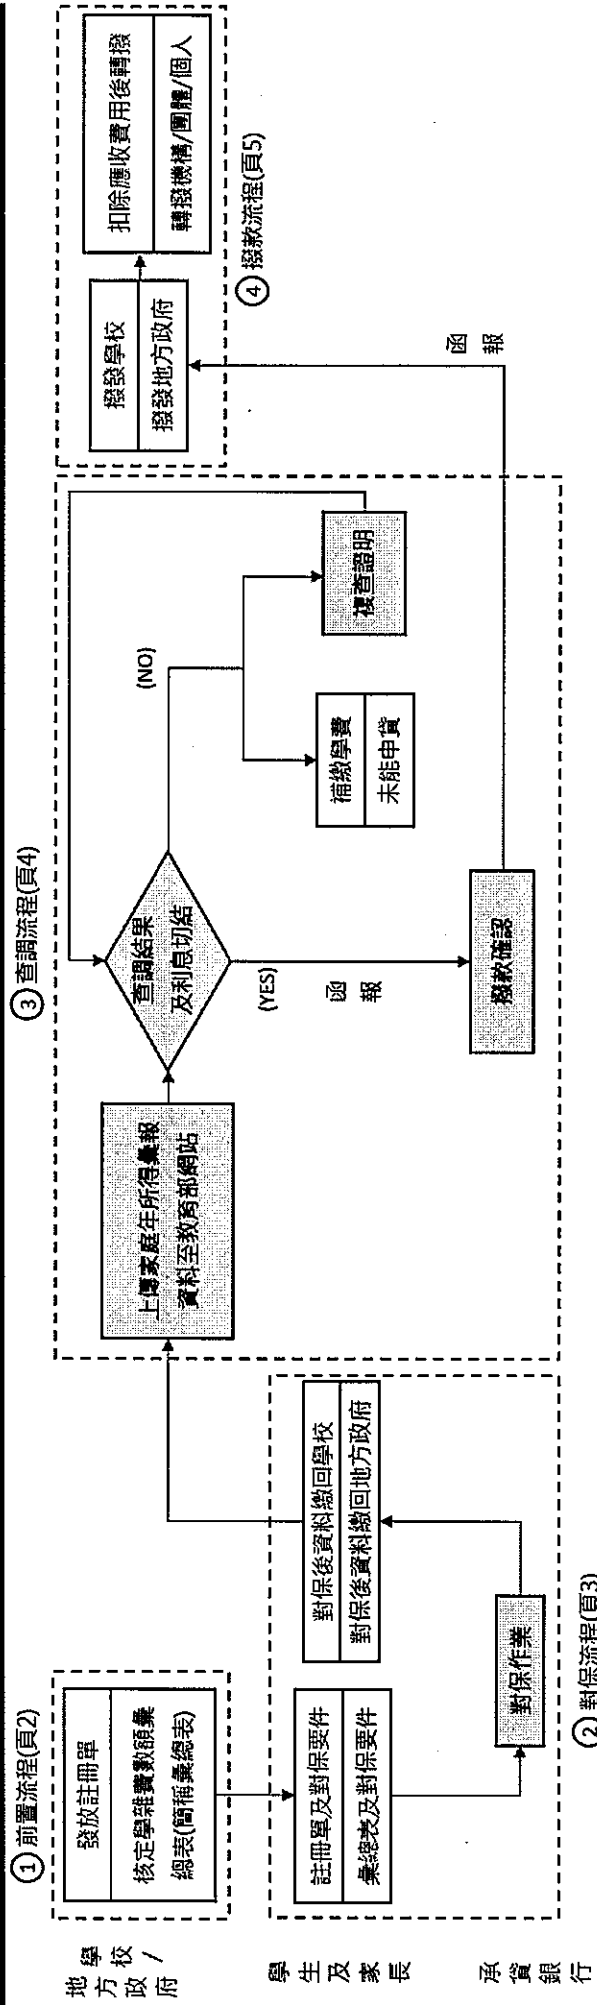 學校/
地方政府
學生及家長
承貸銀行
① 前置流程(頁2)
發放註冊單
核定學雜費數額彙
總表(簡稱彙總表)
註冊單及對保要件
彙總表及對保要件
對保作業
② 對保流程(頁3)
對保後資料繳回學校
對保後資料繳回地方政府
③ 查調流程(頁4)
上傳家庭年所得彙報
資料至教育部網站
查調結果
及利息切結
(YES)
函報
撥款確認
(NO)
補繳學費
未能申貸
複查證明
函報
撥發學校
撥發地方政府
扣除應收費用後轉撥
轉撥機構/團體/個人
④ 撥款流程(頁5)